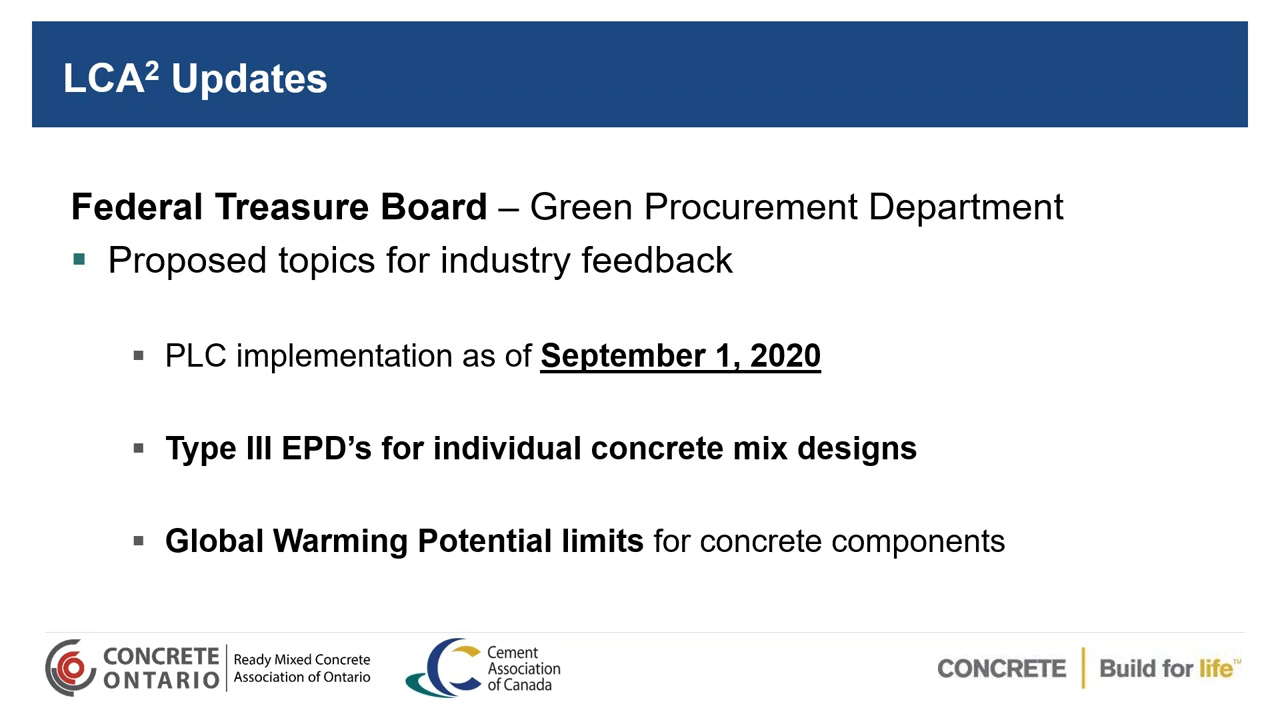 LCA² Updates
Federal Treasure Board – Green Procurement Department
▪ Proposed topics for industry feedback
▪ PLC implementation as of September 1, 2020
▪ Type III EPD’s for individual concrete mix designs
▪ Global Warming Potential limits for concrete components
CONCRETE
ONTARIO
Ready Mixed Concrete
Association of Ontario
Cement
Association
of Canada
CONCRETE | Build for life™